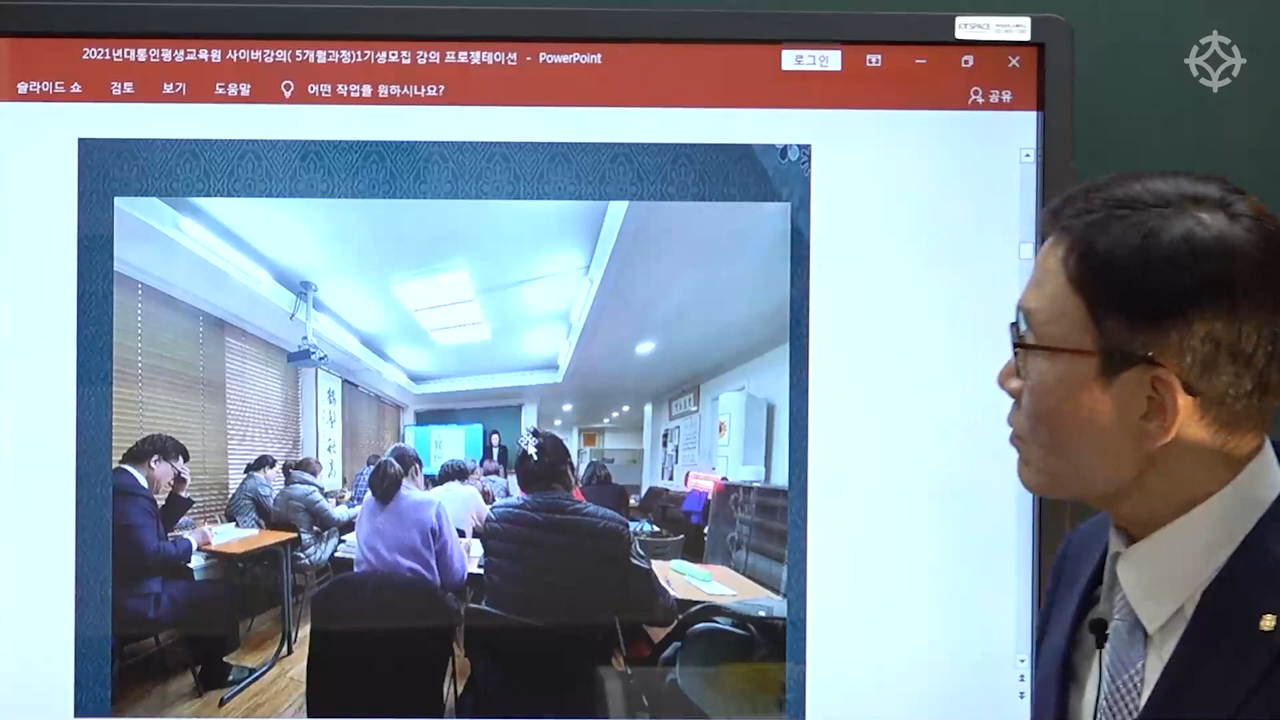 2021년대통인평생교육원 사이버강의( 5개월과정)1기생모집 강의 프로젲테이션 - PowerPoint
로그인
슬라이드 쇼 검토 보기 도움말 어떤 작업을 원하시나요?
공유